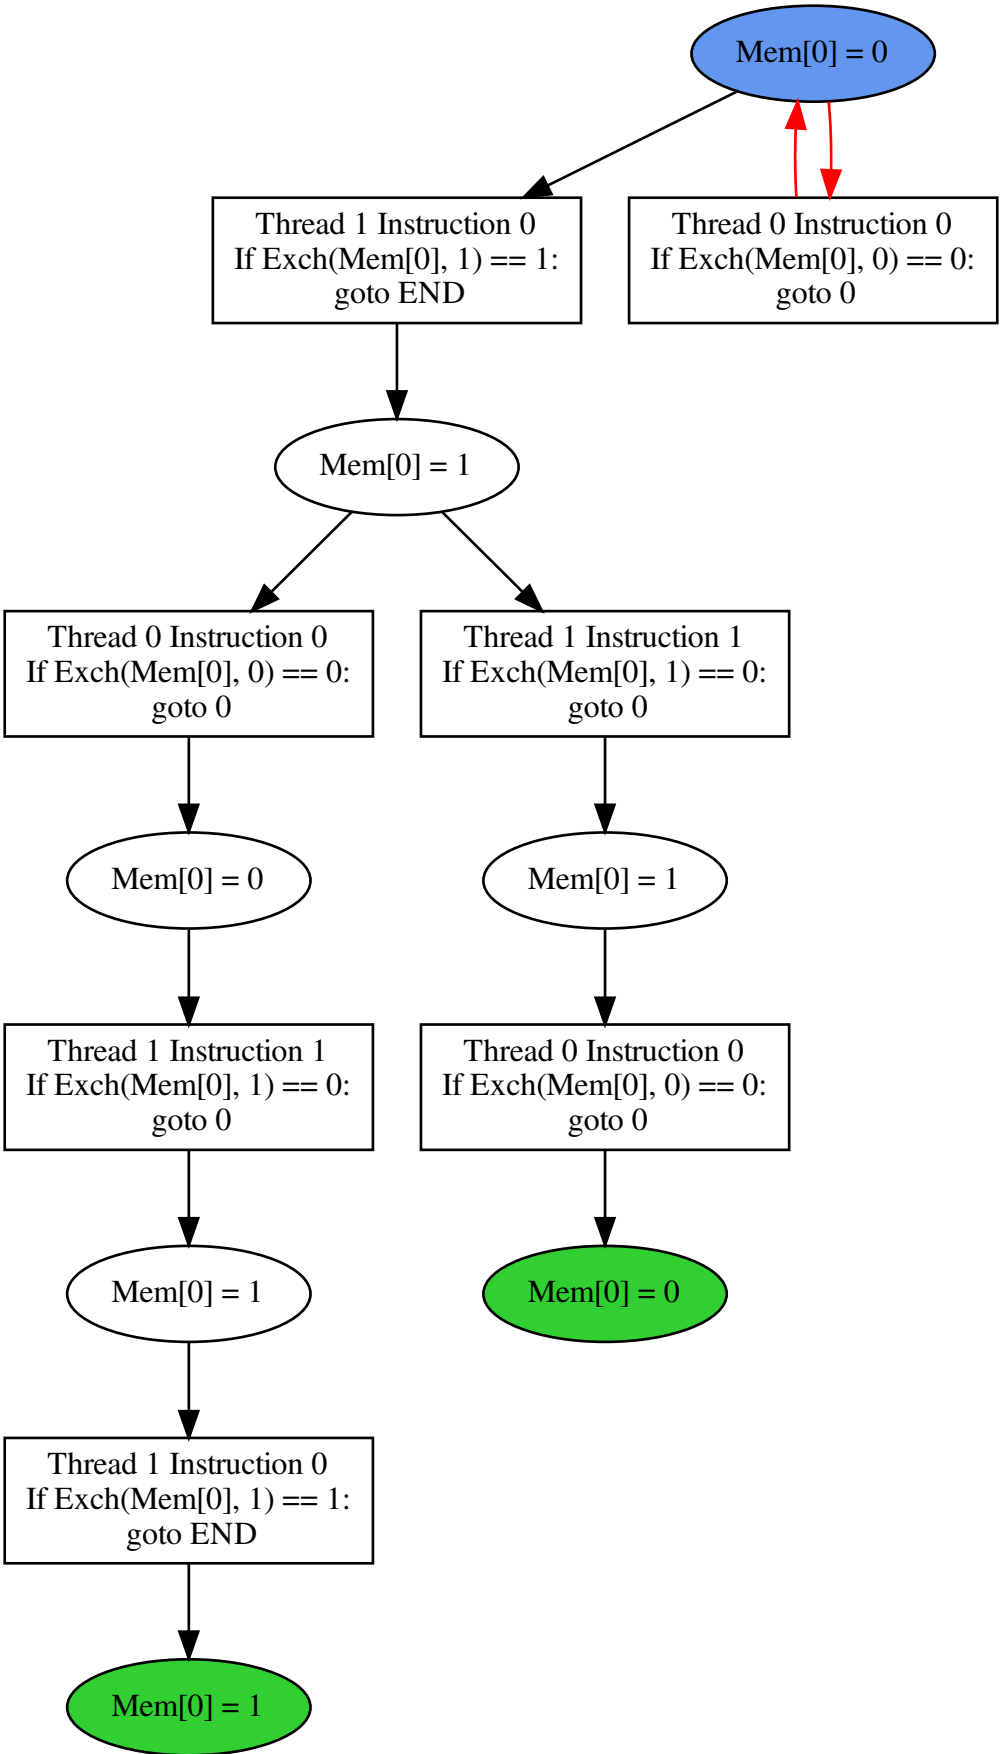 Mem[0] = 0
Thread 1 Instruction 0
If Exch(Mem[0], 1) == 1:
goto END
Thread 0 Instruction 0
If Exch(Mem[0], 0) == 0:
goto 0
Mem[0] = 1
Thread 0 Instruction 0
If Exch(Mem[0], 0) == 0:
goto 0
Thread 1 Instruction 1
If Exch(Mem[0], 1) == 0:
goto 0
Mem[0] = 0
Mem[0] = 1
Thread 1 Instruction 1
If Exch(Mem[0], 1) == 0:
goto 0
Thread 0 Instruction 0
If Exch(Mem[0], 0) == 0:
goto 0
Mem[0] = 1
Mem[0] = 0
Thread 1 Instruction 0
If Exch(Mem[0], 1) == 1:
goto END
Mem[0] = 1